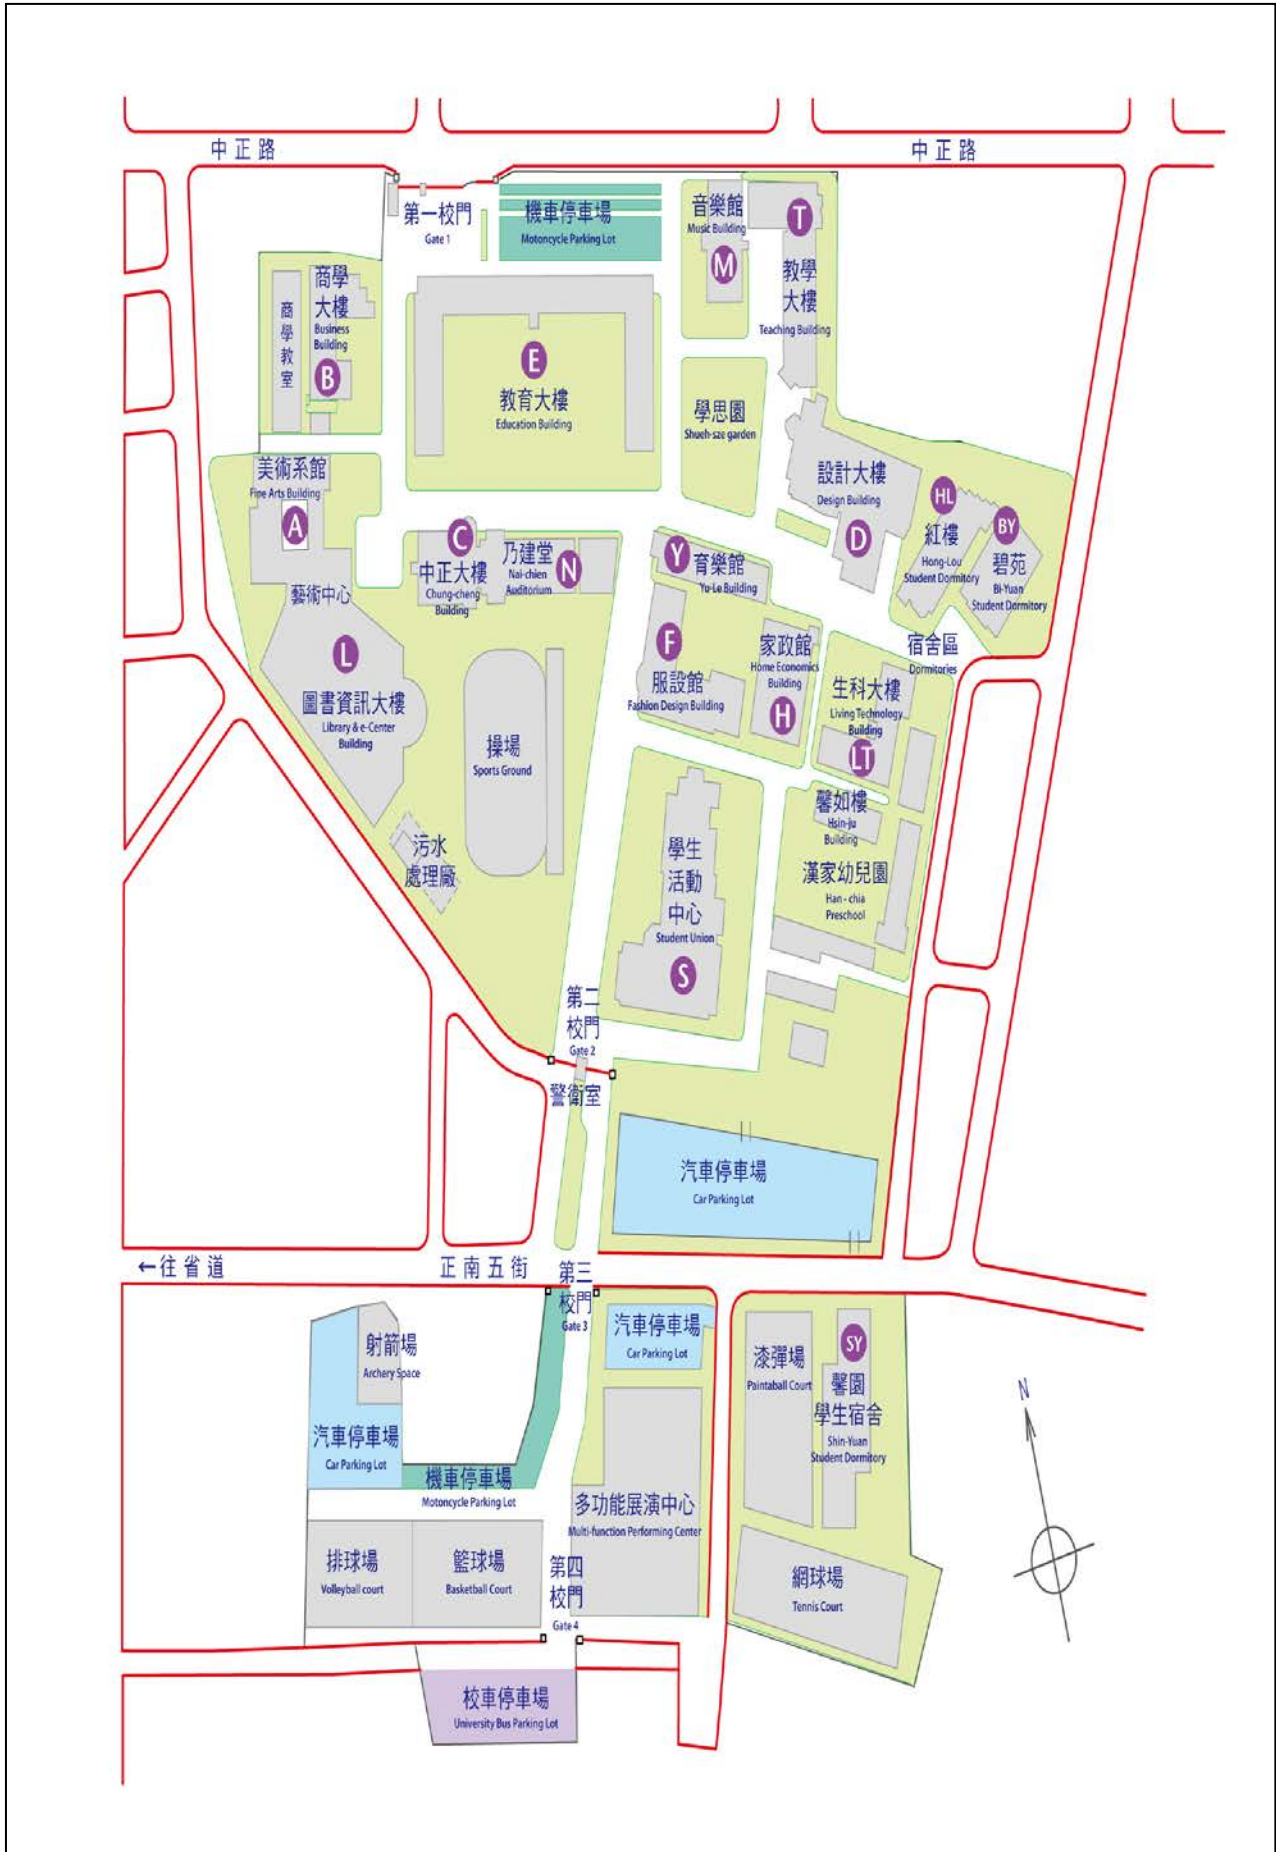 中正路
中正路
第一校門
Gate 1
機車停車場
Motoncycle Parking Lot
音樂館
Music Building
M
T
教學
大樓
Teaching Building
商學
大樓
Business
Building
B
商
學
教
室
E
教育大樓
Education Building
學思園
Shueh-sze garden
設計大樓
Design Building
D
HL
紅樓
Hong-Lou
Student Dormitory
BY
碧苑
Bi-Yuan
Student Dormitory
美術系館
Fine Arts Building
A
藝術中心
C
中正大樓
Chung-cheng
Building
乃建堂
Nai-chien
Auditorium
N
Y
育樂館
Yu-Le Building
F
服設館
Fashion Design Building
家政館
Home Economics
Building
H
宿舍區
Dormitories
生科大樓
Living Technology
Building
LT
L
圖書資訊大樓
Library & e-Center
Building
操場
Sports Ground
污水
處理廠
馨如樓
Hsin-ju
Building
漢家幼兒園
Han - chia
Preschool
學生
活動
中心
Student Union
S
第二
校門
Gate 2
警衛室
汽車停車場
Car Parking Lot
←往省道
正南五街
第三
校門
Gate 3
射箭場
Archery Space
汽車停車場
Car Parking Lot
汽車停車場
Car Parking Lot
機車停車場
Motoncycle Parking Lot
漆彈場
Paintaball Court
SY
馨園
學生宿舍
Shin-Yuan
Student Dormitory
多功能展演中心
Multi-function Performing Center
排球場
Volleyball court
籃球場
Basketball Court
第四
校門
Gate 4
網球場
Tennis Court
校車停車場
University Bus Parking Lot
N